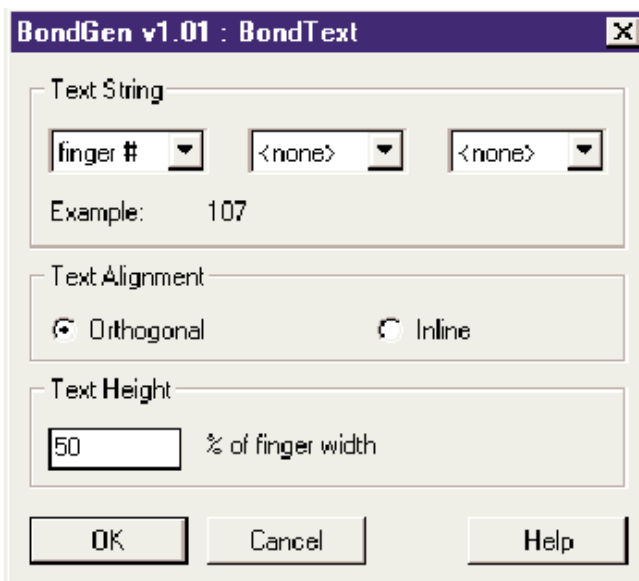 BondGen v1.01 : BondText
Text String
finger # <none> <none>
Example: 107
Text Alignment
Orthogonal Inline
Text Height
50 % of finger width
OK Cancel Help